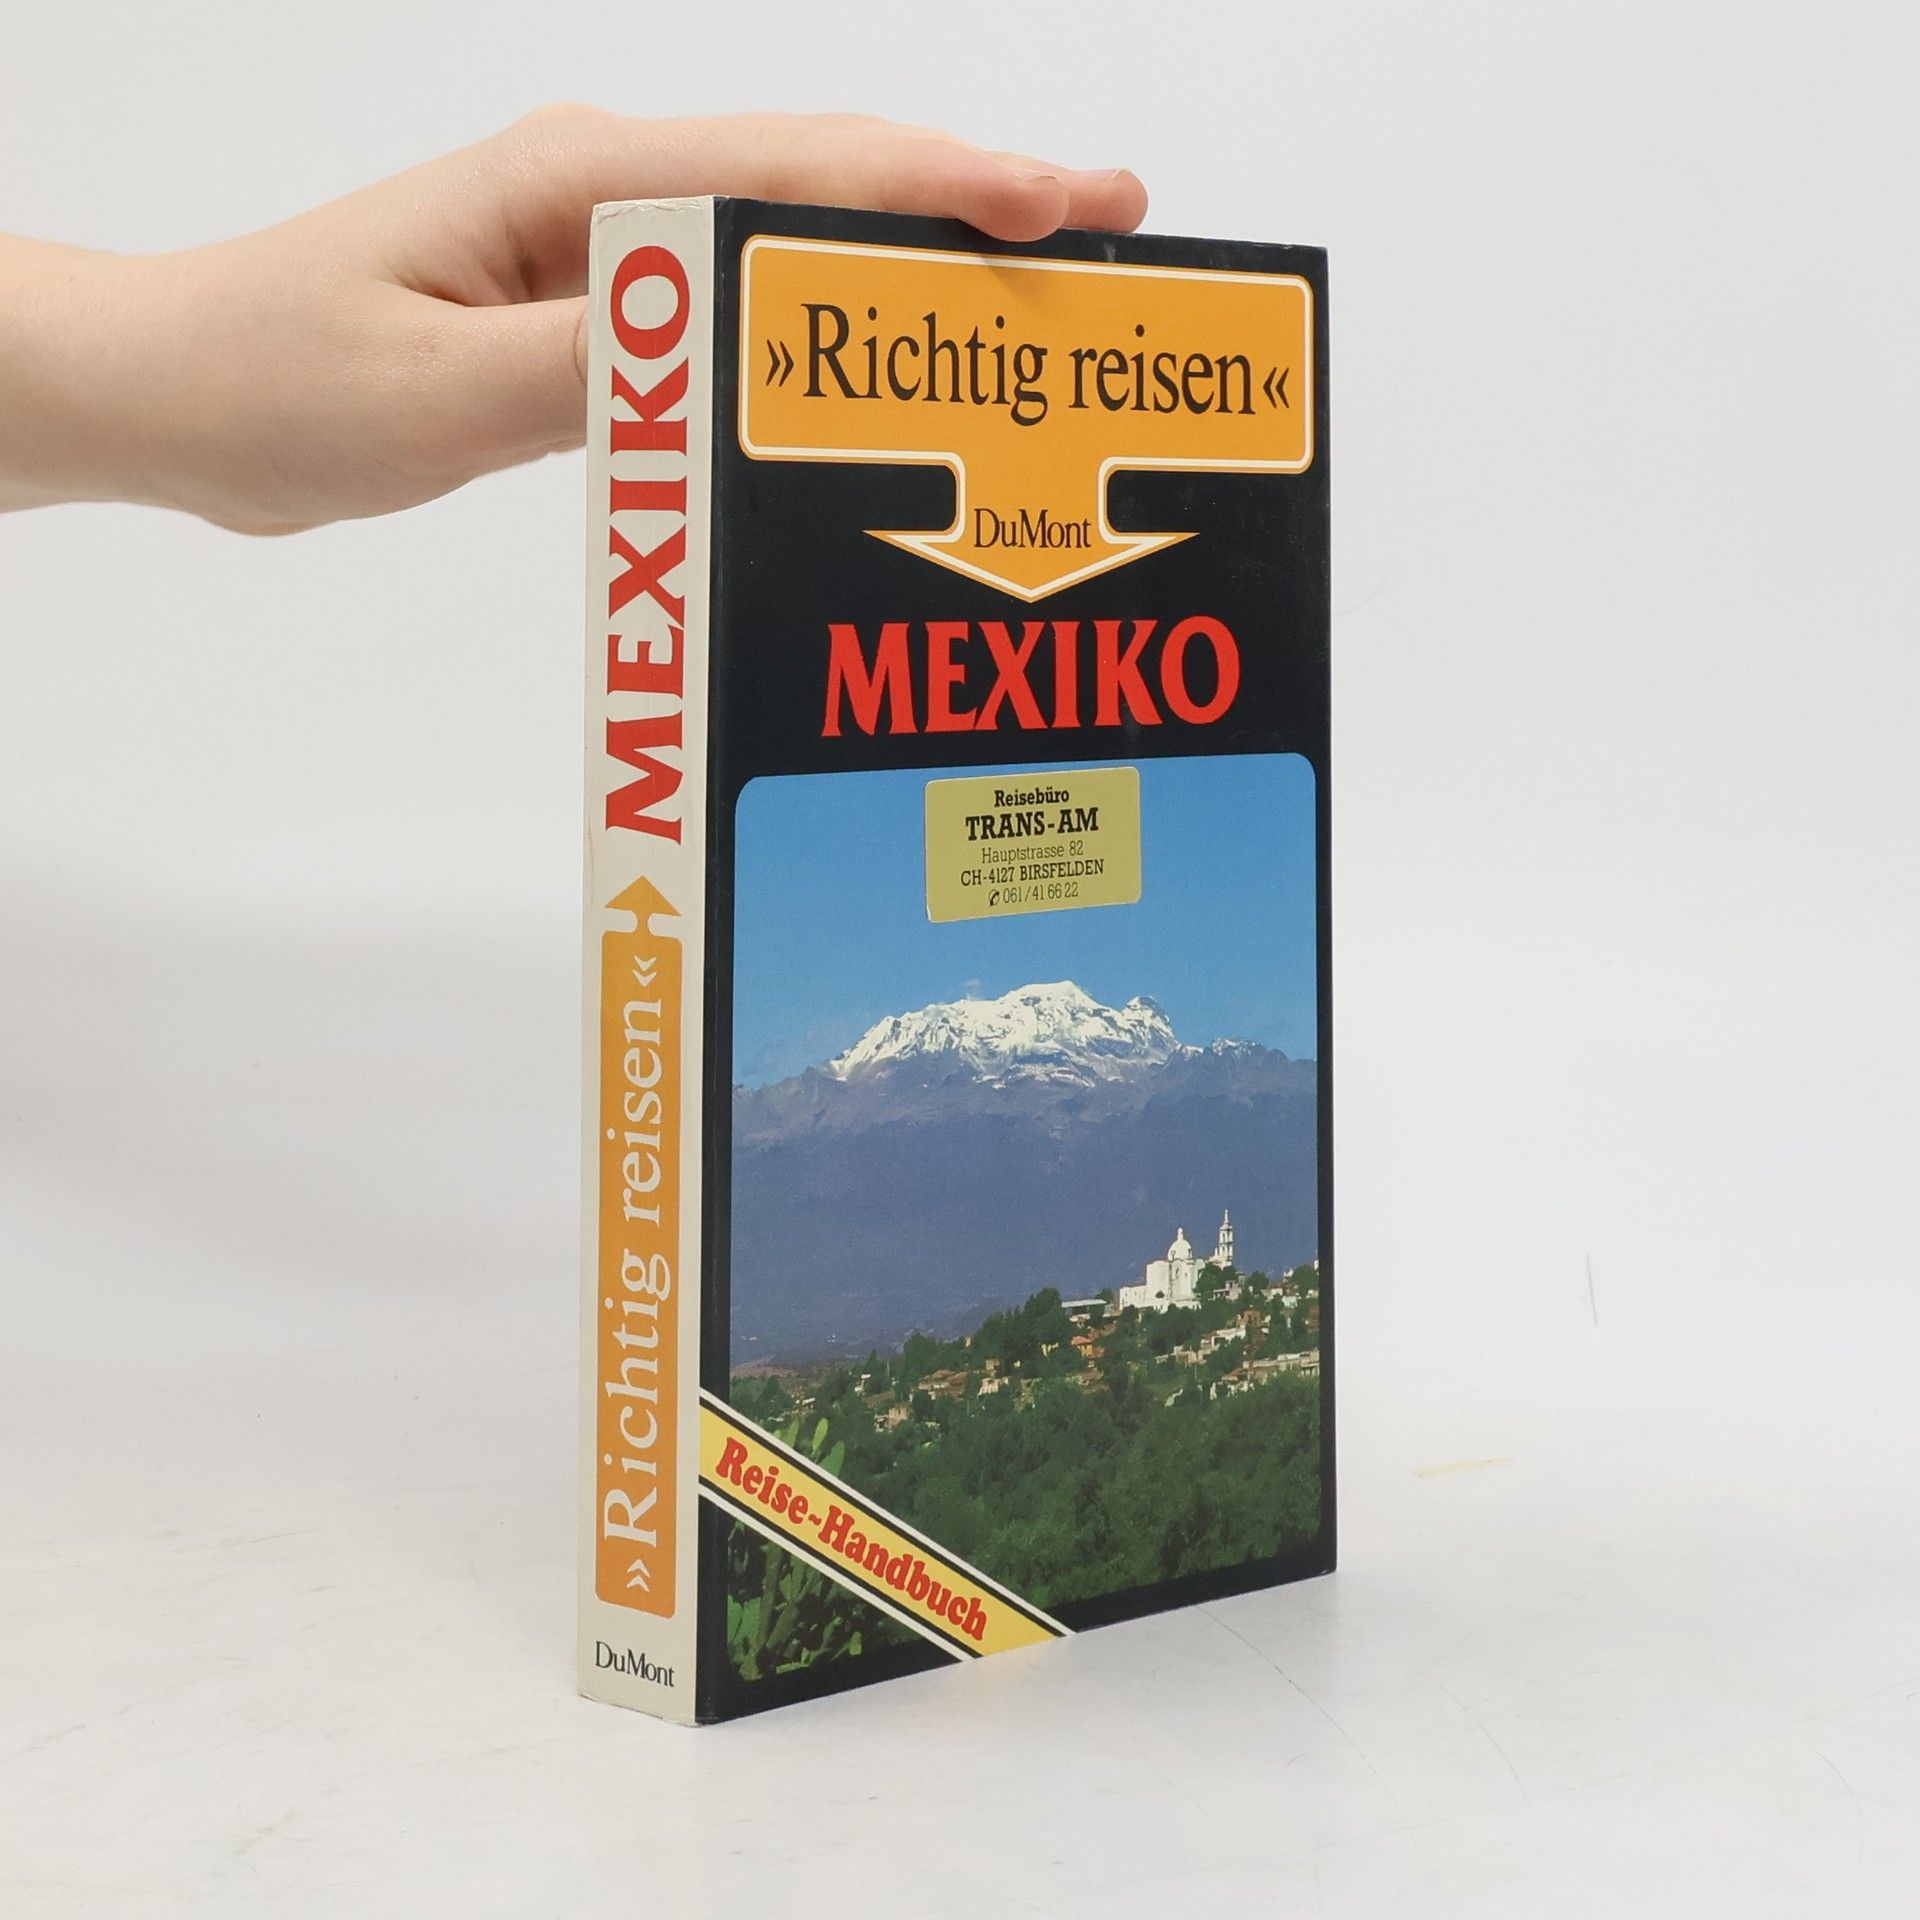 »Richtig reisen«
DuMont
MEXIKO
Reisebüro
TRANS-AM
Hauptstrasse 82
CH-4127 BIRSFELDEN
✆ 061/41 66 22
Reise-Handbuch
MEXIKO
»Richtig reisen«
DuMont